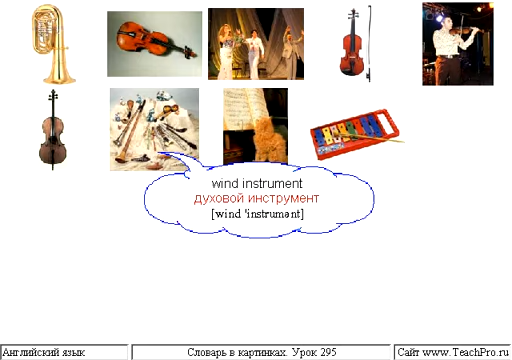 wind instrument
духовой инструмент
[wind 'instrumənt]
Английский язык
Словарь в картинках. Урок 295
Сайт www.TeachPro.ru